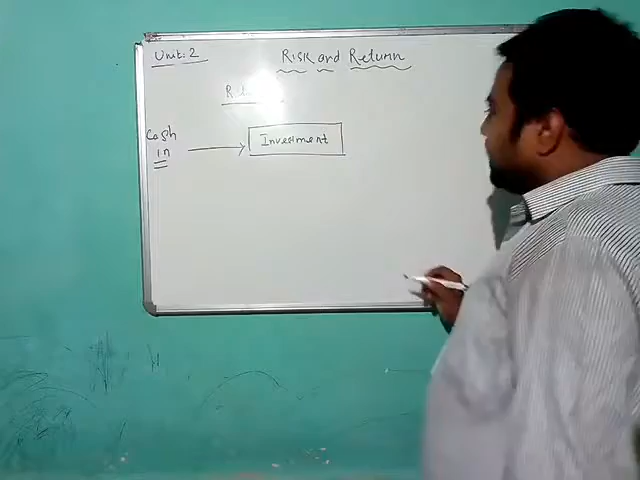 Unit: 2
Risk and Return
Cash
in
Investment